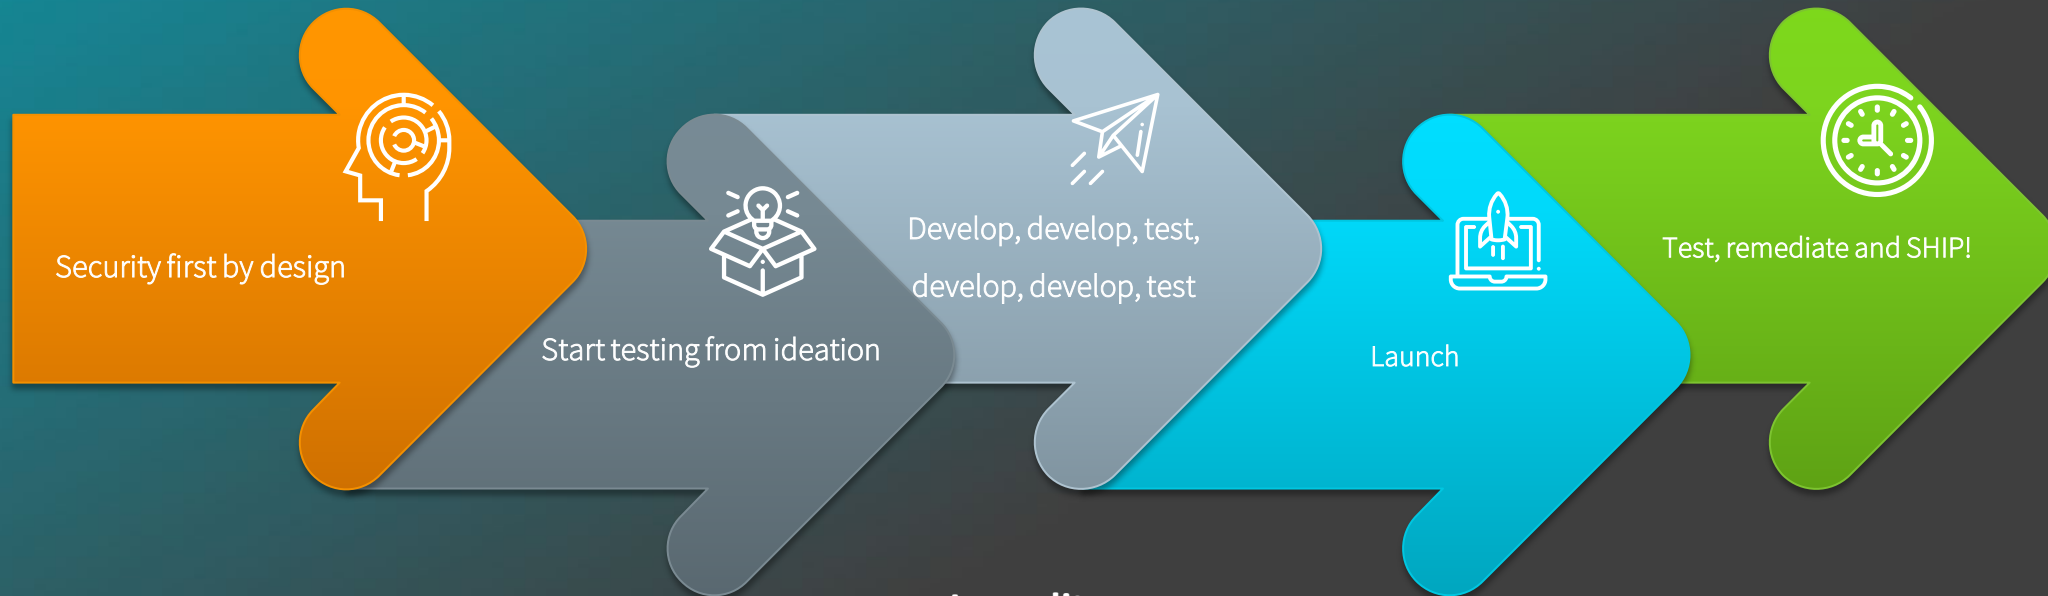 Security first by design
Start testing from ideation
Develop, develop, test,
develop, develop, test
Launch
Test, remediate and SHIP!